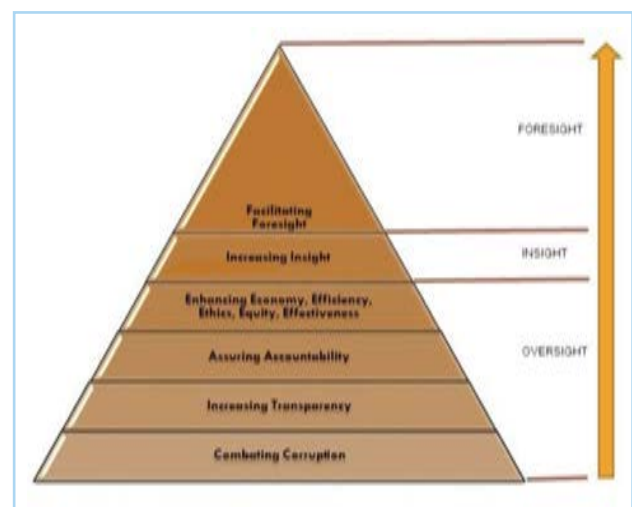 FORESIGHT
Facilitating
Foresight
Increasing Insight
INSIGHT
Enhancing Economy, Efficiency,
Ethics, Equity, Effectiveness
Assuring Accountability
OVERSIGHT
Increasing Transparency
Combating Corruption